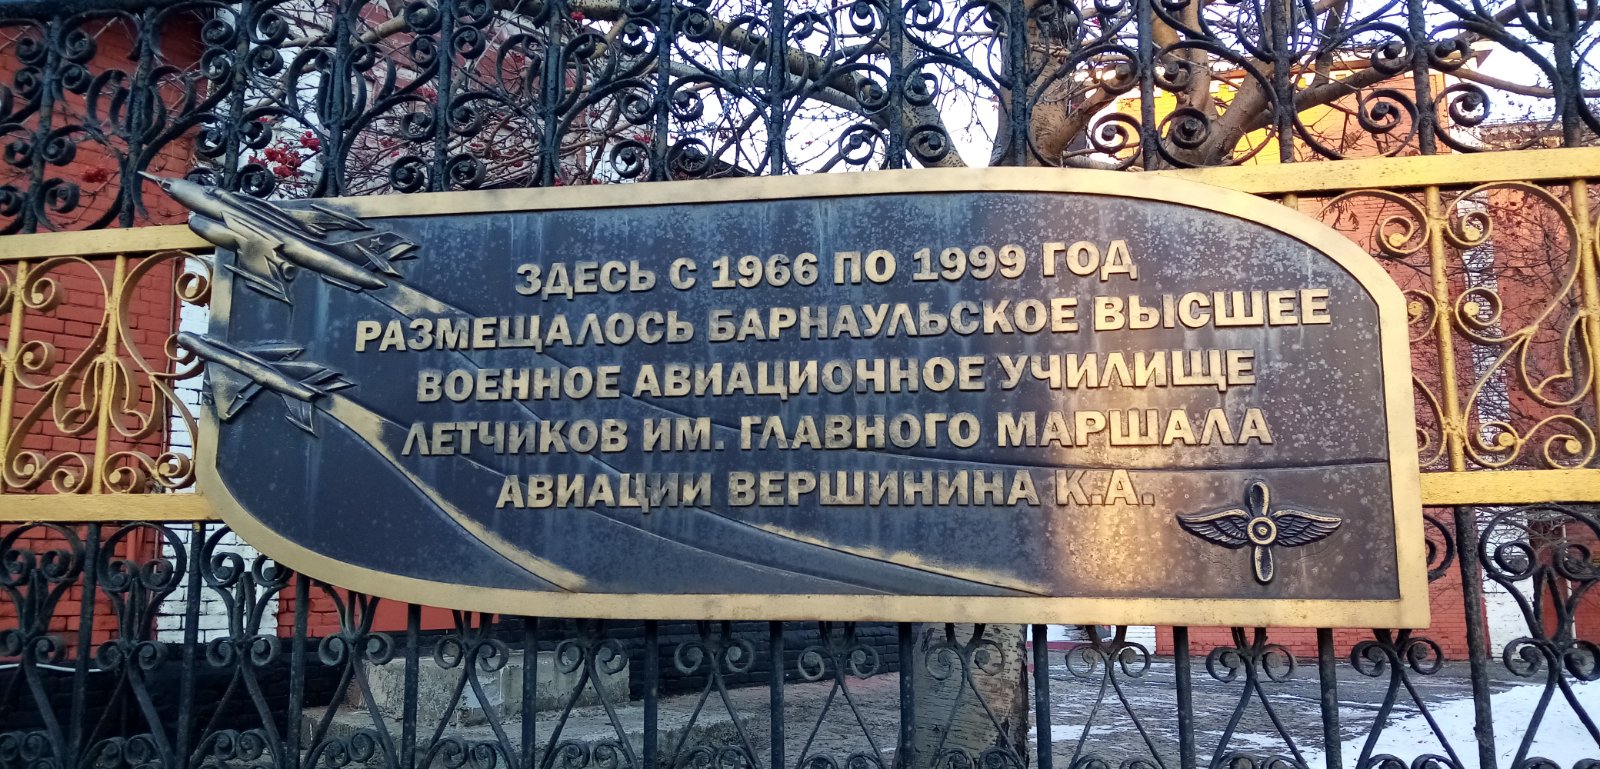 ЗДЕСЬ С 1966 ПО 1999 ГОД
РАЗМЕЩАЛОСЬ БАРНАУЛЬСКОЕ ВЫСШЕЕ
ВОЕННОЕ АВИАЦИОННОЕ УЧИЛИЩЕ
ЛЕТЧИКОВ ИМ. ГЛАВНОГО МАРШАЛА
АВИАЦИИ ВЕРШИНИНА К.А.